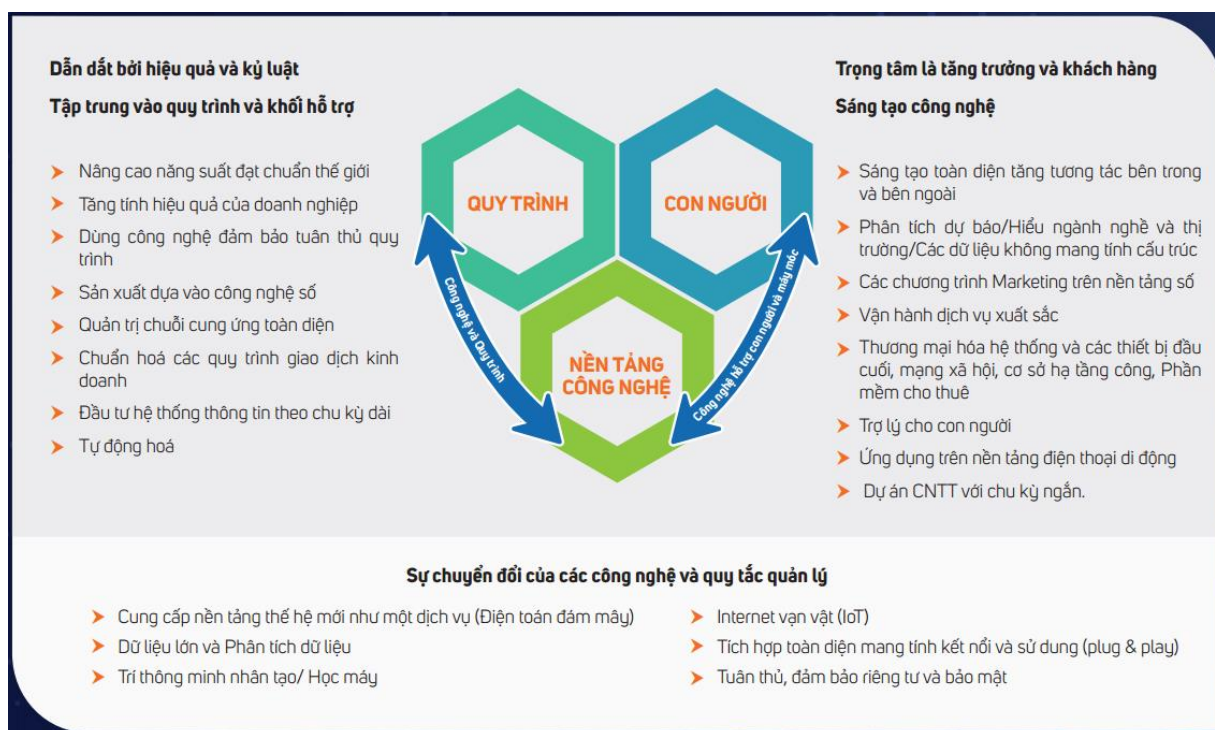 Dẫn dắt bởi hiệu quả và kỷ luật
Tập trung vào quy trình và khối hỗ trợ
Nâng cao năng suất đạt chuẩn thế giới
Tăng tính hiệu quả của doanh nghiệp
Dùng công nghệ đảm bảo tuân thủ quy
trình
Sản xuất dựa vào công nghệ số
Quản trị chuỗi cung ứng toàn diện
Chuẩn hoá các quy trình giao dịch kinh
doanh
Đầu tư hệ thống thông tin theo chu kỳ dài
Tự động hoá
QUY TRÌNH
CON NGƯỜI
NỀN TẢNG
CÔNG NGHỆ
Công nghệ và Quy trình
Công nghệ hỗ trợ con người và máy móc
Trọng tâm là tăng trưởng và khách hàng
Sáng tạo công nghệ
Sáng tạo toàn diện tăng tương tác bên trong
và bên ngoài
Phân tích dự báo/Hiểu ngành nghề và thị
trường/Các dữ liệu không mang tính cấu trúc
Các chương trình Marketing trên nền tảng số
Vận hành dịch vụ xuất sắc
Thương mại hóa hệ thống và các thiết bị đầu
cuối, mạng xã hội, cơ sở hạ tầng công, Phần
mềm cho thuê
Trợ lý cho con người
Ứng dụng trên nền tảng điện thoại di động
Dự án CNTT với chu kỳ ngắn.
Sự chuyển đổi của các công nghệ và quy tắc quản lý
Cung cấp nền tảng thế hệ mới như một dịch vụ (Điện toán đám mây)
Dữ liệu lớn và Phân tích dữ liệu
Trí thông minh nhân tạo/ Học máy
Internet vạn vật (IoT)
Tích hợp toàn diện mang tính kết nối và sử dụng (plug & play)
Tuân thủ, đảm bảo riêng tư và bảo mật